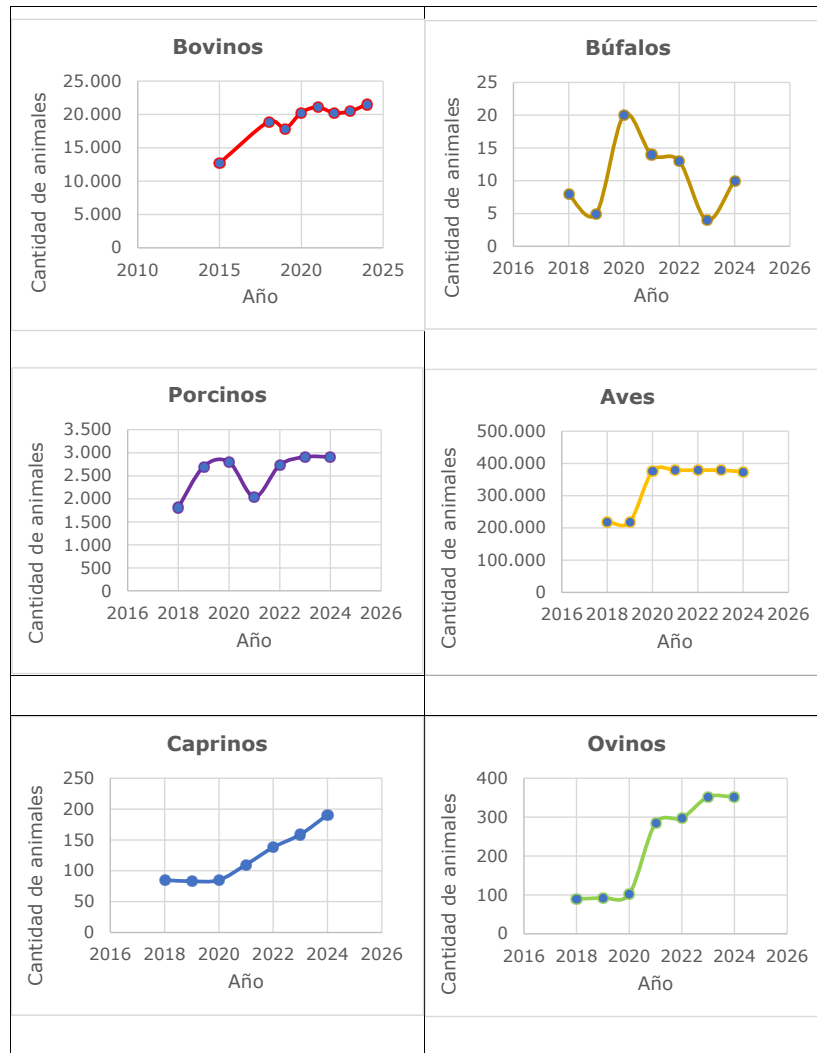 Bovinos
Cantidad de animales
25.000
20.000
15.000
10.000
5.000
0
2010 2015 2020 2025
Año
Búfalos
Cantidad de animales
25
20
15
10
5
0
2016 2018 2020 2022 2024 2026
Año
Porcinos
Cantidad de animales
3.500
3.000
2.500
2.000
1.500
1.000
500
0
2016 2018 2020 2022 2024 2026
Año
Aves
Cantidad de animales
500.000
400.000
300.000
200.000
100.000
0
2016 2018 2020 2022 2024 2026
Año
Caprinos
Cantidad de animales
250
200
150
100
50
0
2016 2018 2020 2022 2024 2026
Año
Ovinos
Cantidad de animales
400
300
200
100
0
2016 2018 2020 2022 2024 2026
Año